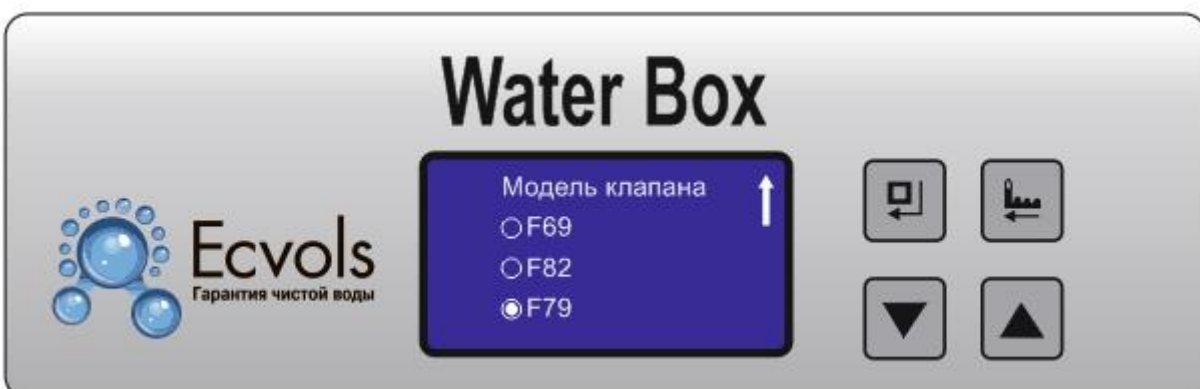 Water Box
Модель клапана
F69
F82
F79
Ecvols
Гарантия чистой воды